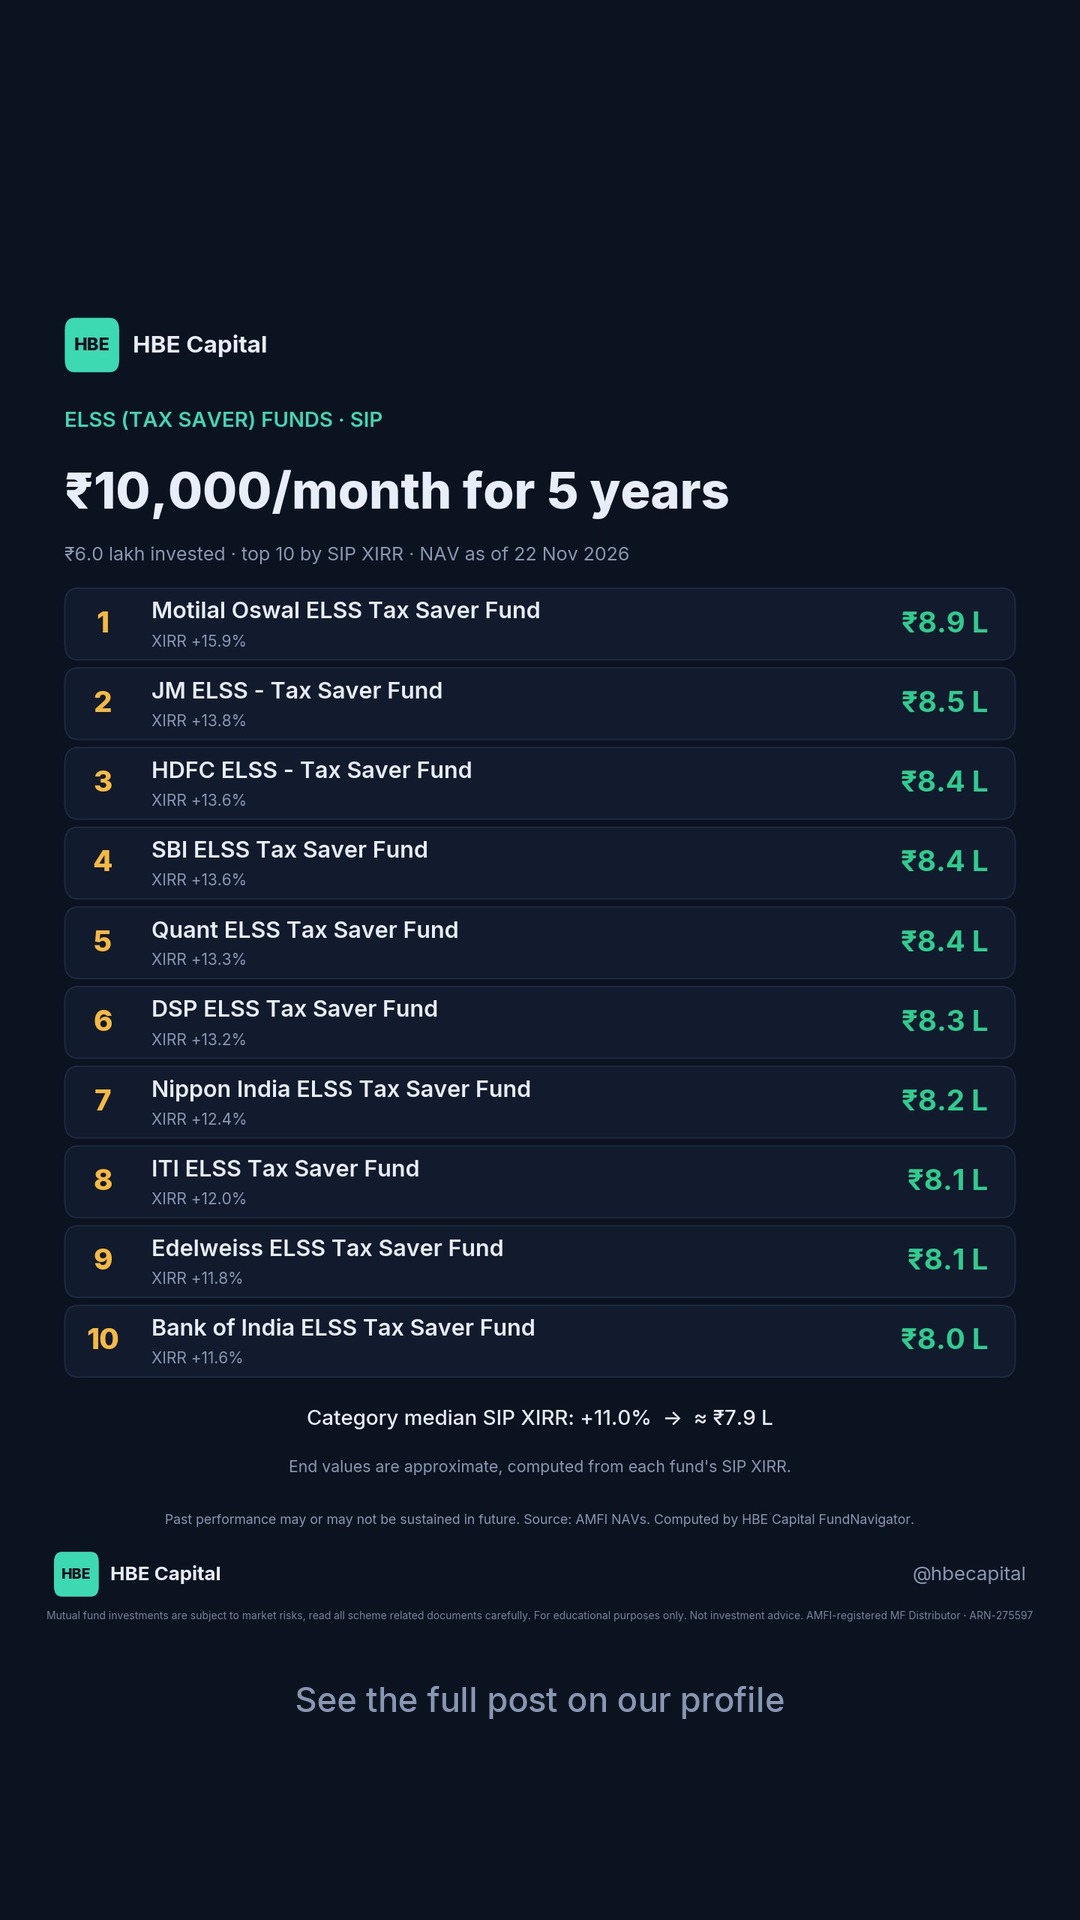 HBE HBE Capital
ELSS (TAX SAVER) FUNDS · SIP
₹10,000/month for 5 years
₹6.0 lakh invested · top 10 by SIP XIRR · NAV as of 22 Nov 2026
1 Motilal Oswal ELSS Tax Saver Fund ₹8.9 L
XIRR +15.9%
2 JM ELSS - Tax Saver Fund ₹8.5 L
XIRR +13.8%
3 HDFC ELSS - Tax Saver Fund ₹8.4 L
XIRR +13.6%
4 SBI ELSS Tax Saver Fund ₹8.4 L
XIRR +13.6%
5 Quant ELSS Tax Saver Fund ₹8.4 L
XIRR +13.3%
6 DSP ELSS Tax Saver Fund ₹8.3 L
XIRR +13.2%
7 Nippon India ELSS Tax Saver Fund ₹8.2 L
XIRR +12.4%
8 ITI ELSS Tax Saver Fund ₹8.1 L
XIRR +12.0%
9 Edelweiss ELSS Tax Saver Fund ₹8.1 L
XIRR +11.8%
10 Bank of India ELSS Tax Saver Fund ₹8.0 L
XIRR +11.6%
Category median SIP XIRR: +11.0% → ≈ ₹7.9 L
End values are approximate, computed from each fund's SIP XIRR.
Past performance may or may not be sustained in future. Source: AMFI NAVs. Computed by HBE Capital FundNavigator.
HBE HBE Capital @hbecapital
Mutual fund investments are subject to market risks, read all scheme related documents carefully. For educational purposes only. Not investment advice. AMFI-registered MF Distributor · ARN-275597
See the full post on our profile